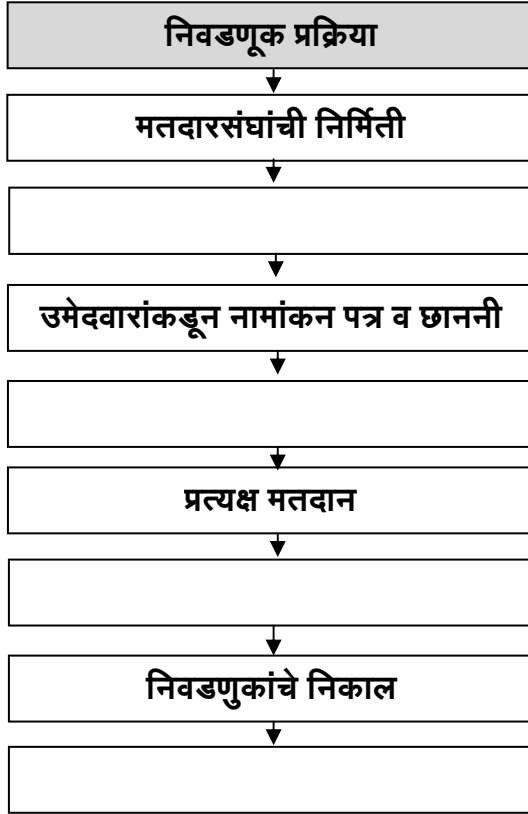 निवडणूक प्रक्रिया
मतदारसंघांची निर्मिती
उमेदवारांकडून नामांकन पत्र व छाननी
प्रत्यक्ष मतदान
निवडणुकांचे निकाल